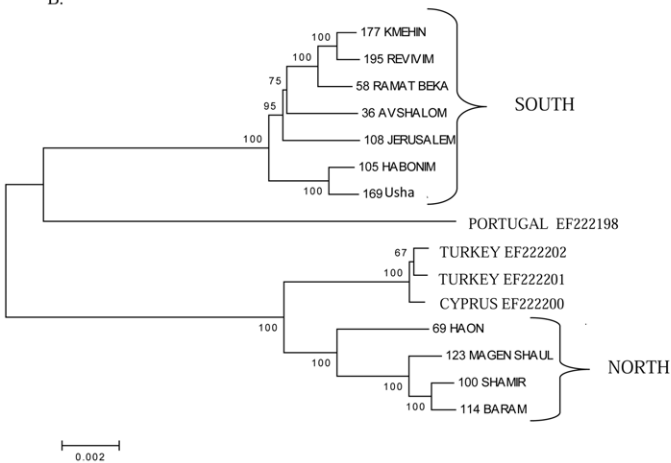 B.
100
177 KMEHIN
100
195 REVIVIM
75
58 RAMAT BEKA
95
36 AVSHALOM
SOUTH
100
108 JERUSALEM
105 HABONIM
100
169 Usha
PORTUGAL EF222198
67
TURKEY EF222202
100
TURKEY EF222201
CYPRUS EF222200
100
69 HAON
100
123 MAGEN SHAUL
NORTH
100
100 SHAMIR
100
114 BARAM
0.002